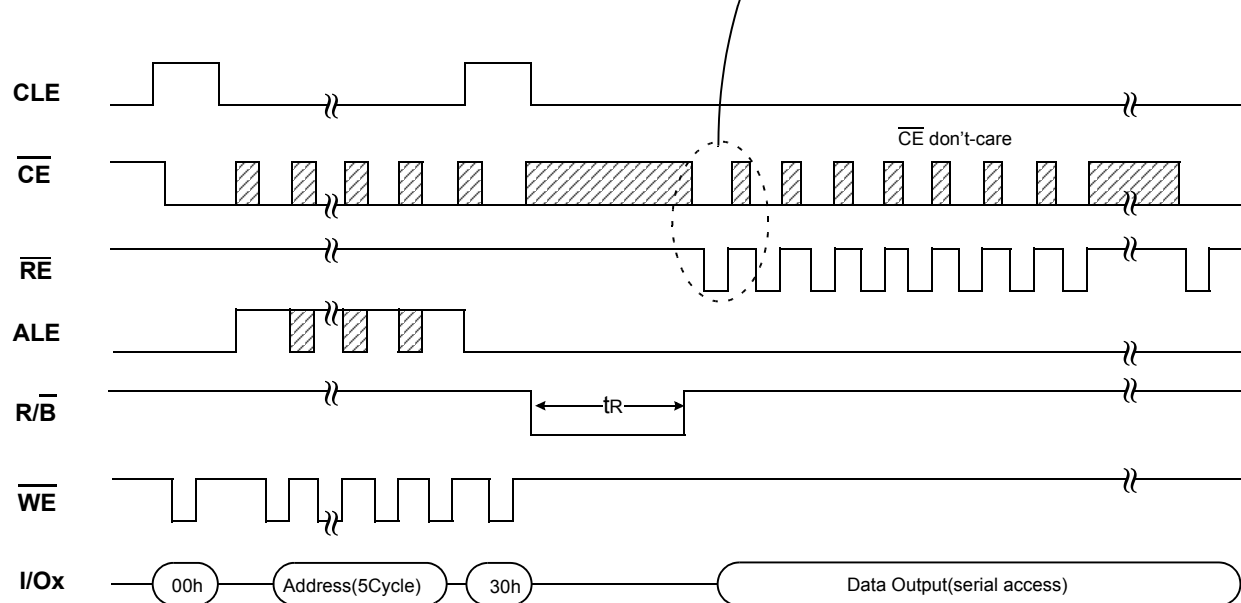 CLE
CE don't-care
CE
RE
ALE
R/B
tR
WE
I/Ox
00h
Address(5Cycle)
30h
Data Output(serial access)